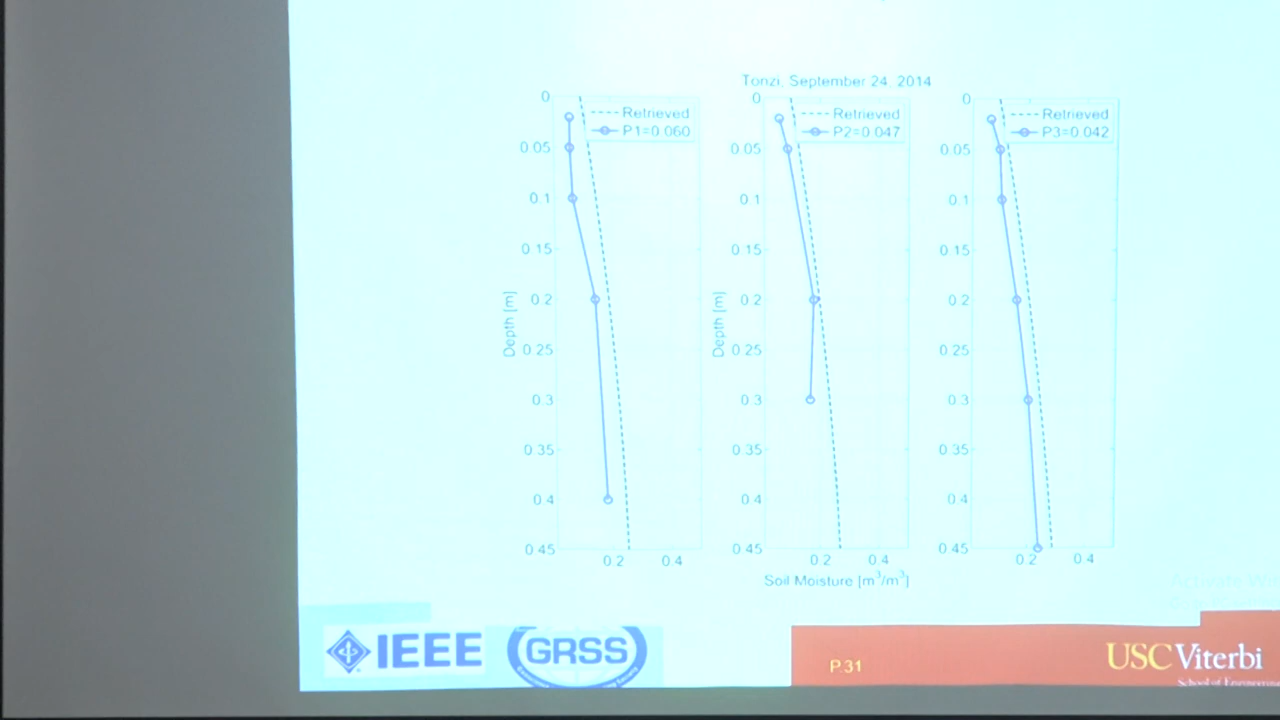 Tonzi, September 24, 2014
0
0.05
0.1
0.15
0.2
0.25
0.3
0.35
0.4
0.45
Depth [m]
Retrieved
P1=0.060
0.2 0.4
0
0.05
0.1
0.15
0.2
0.25
0.3
0.35
0.4
0.45
Depth [m]
Retrieved
P2=0.047
0.2 0.4
0
0.05
0.1
0.15
0.2
0.25
0.3
0.35
0.4
0.45
Retrieved
P3=0.042
0.2 0.4
Soil Moisture [m³/m³]
Activate
IEEE
GRSS
P.31
USC Viterbi
School of Engineering